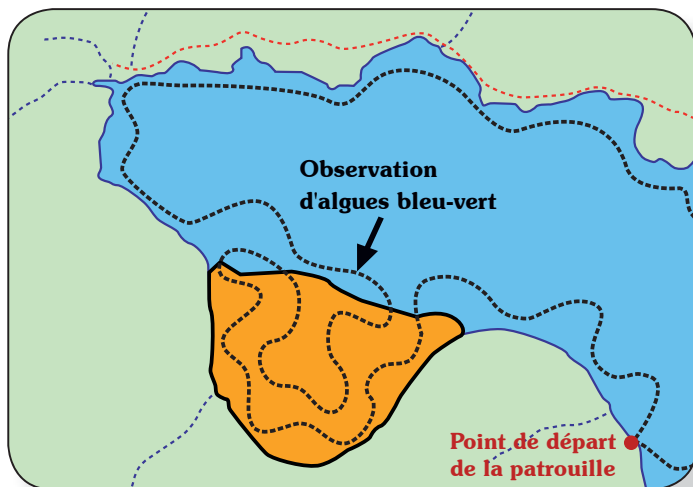 Observation
d'algues bleu-vert
Point de départ
de la patrouille